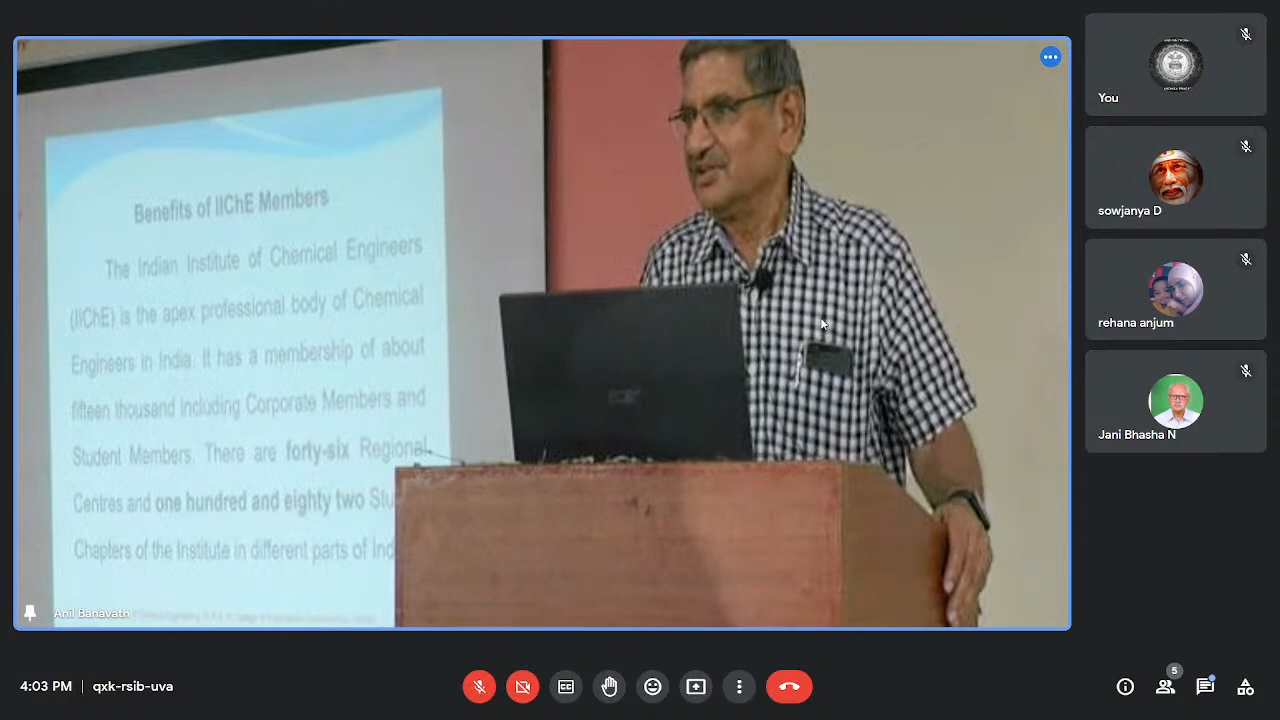 Benefits of IIChE Members
The Indian Institute of Chemical Engineers
(IIChE) is the apex professional body of Chemical
Engineers in India. It has a membership of about
fifteen thousand including Corporate Members and
Student Members. There are forty-six Regional
Centres and one hundred and eighty two Stu
Chapters of the Institute in different parts of Ind
Anil Banavath
You
sowjanya D
rehana anjum
Jani Bhasha N
4:03 PM
qxk-rsib-uva
5